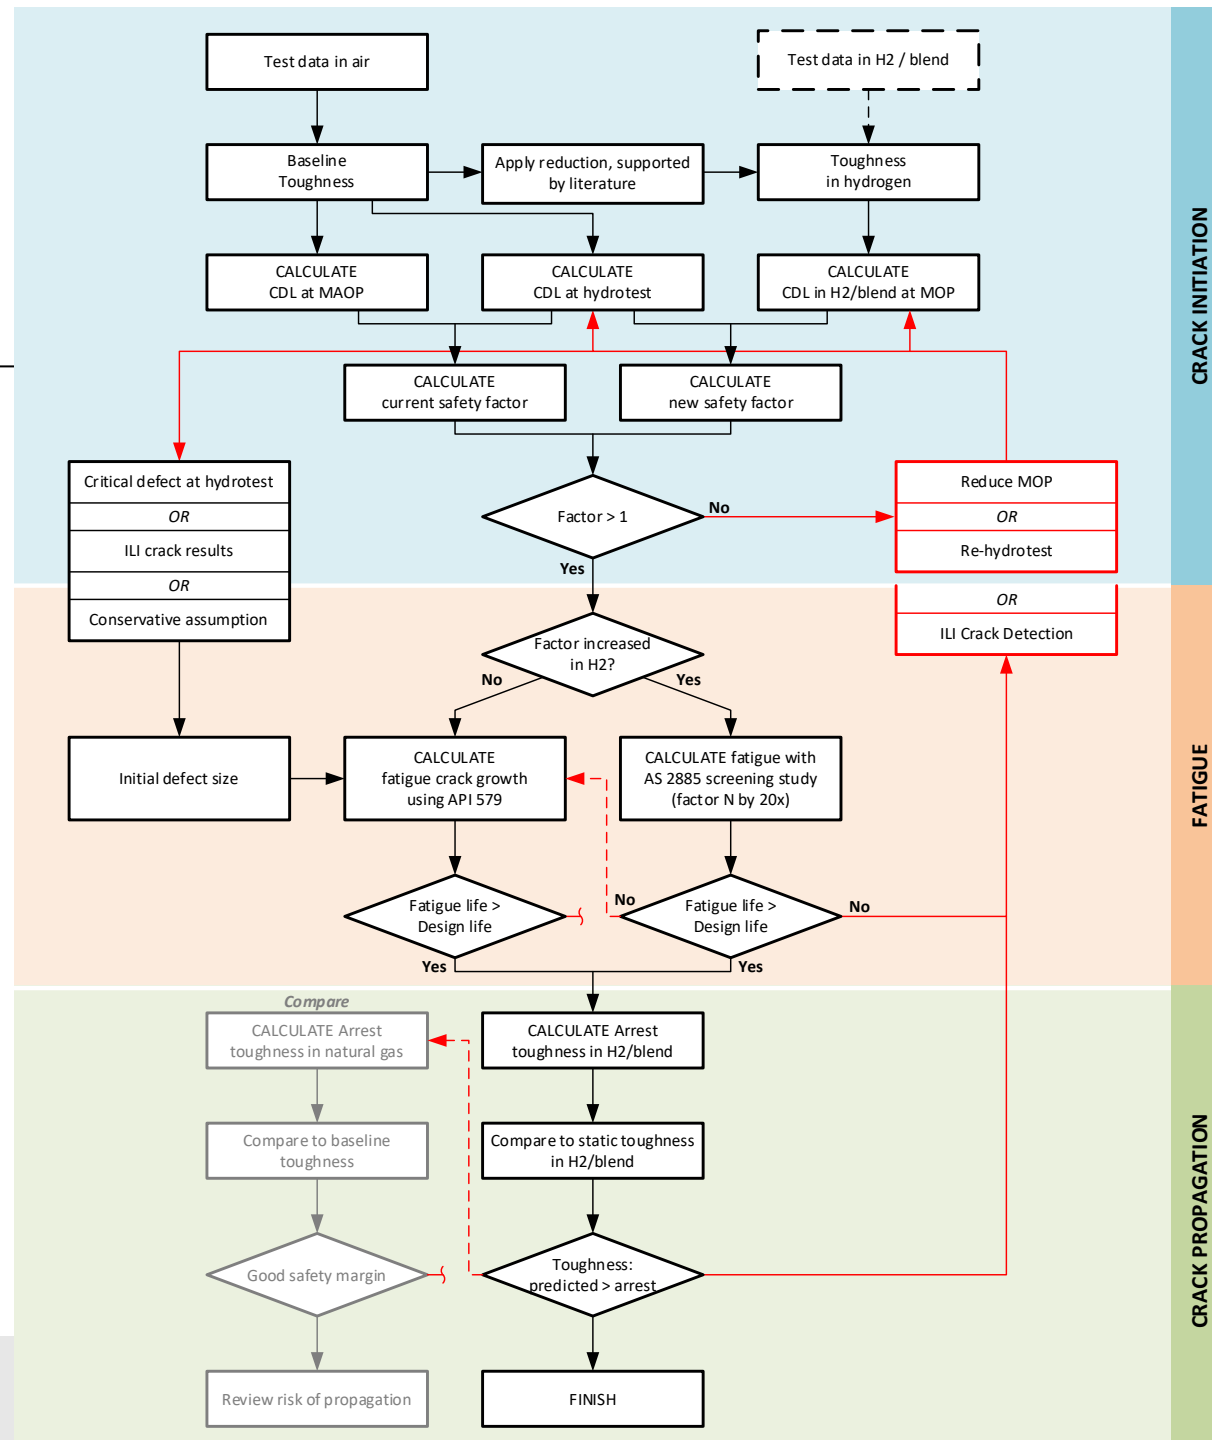 Test data in air
Test data in H2 / blend
Baseline
Toughness
Apply reduction, supported
by literature
Toughness
in hydrogen
CALCULATE
CDL at MAOP
CALCULATE
CDL at hydrotest
CALCULATE
CDL in H2/blend at MOP
CALCULATE
current safety factor
CALCULATE
new safety factor
CRACK INITIATION
Critical defect at hydrotest
OR
ILI crack results
OR
Conservative assumption
Factor > 1
No
Yes
Reduce MOP
OR
Re-hydrotest
OR
ILI Crack Detection
Factor increased
in H2?
No
Yes
Initial defect size
CALCULATE
fatigue crack growth
using API 579
CALCULATE fatigue with
AS 2885 screening study
(factor N by 20x)
FATIGUE
Fatigue life >
Design life
No
Fatigue life >
Design life
No
Yes
Yes
Compare
CALCULATE Arrest
toughness in natural gas
CALCULATE Arrest
toughness in H2/blend
Compare to baseline
toughness
Compare to static toughness
in H2/blend
Good safety margin
Toughness:
predicted > arrest
Review risk of propagation
FINISH
CRACK PROPAGATION